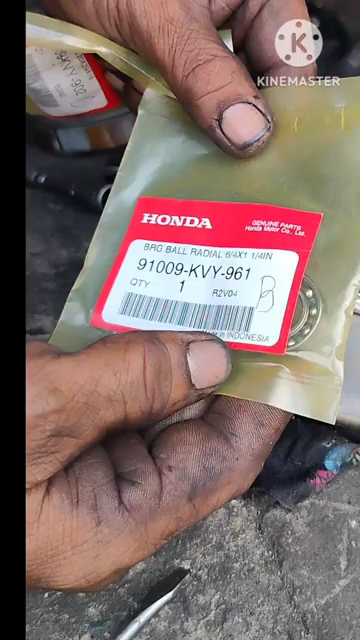 KINEMASTER
HONDA
GENUINE PARTS
Honda Motor Co., Ltd.
BRG BALL RADIAL 6/4X1 1/4IN
91009-KVY-961
QTY 1 R2V04
B
INDONESIA